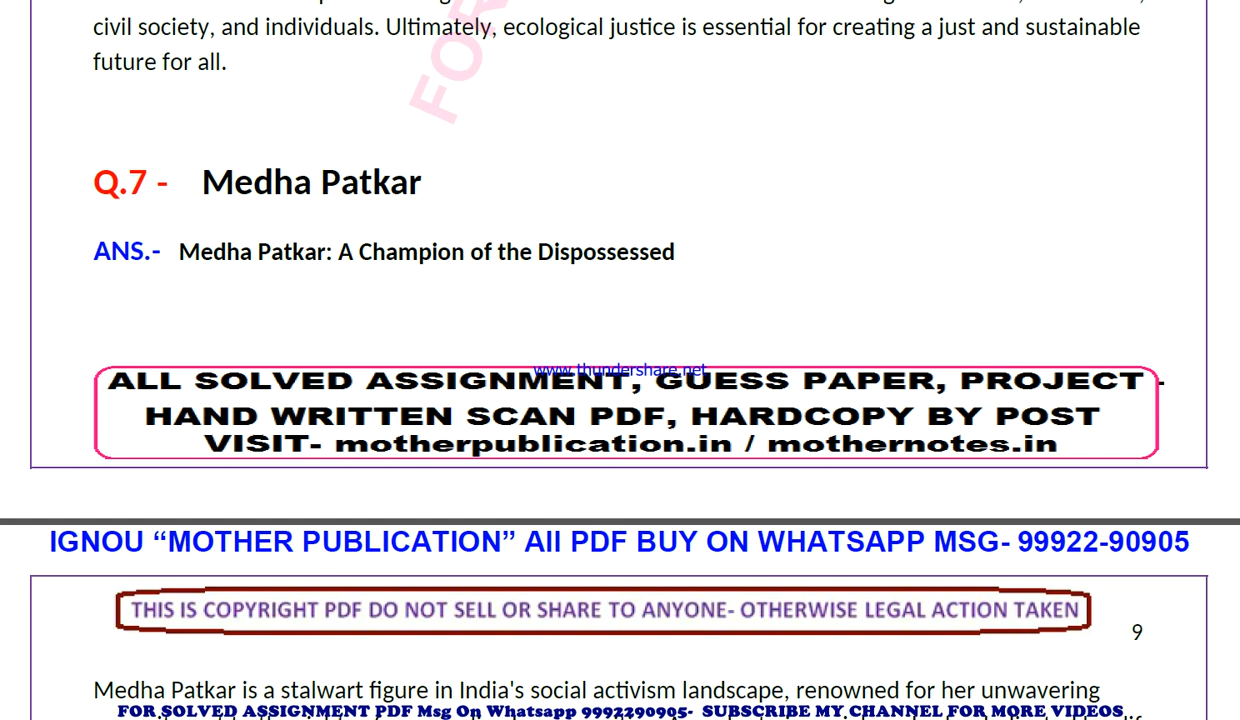 civil society, and individuals. Ultimately, ecological justice is essential for creating a just and sustainable
future for all.
FOR
Q.7 - Medha Patkar
ANS.- Medha Patkar: A Champion of the Dispossessed
www.thundershare.net
ALL SOLVED ASSIGNMENT, GUESS PAPER, PROJECT -
HAND WRITTEN SCAN PDF, HARDCOPY BY POST
VISIT- motherpublication.in / mothernotes.in
IGNOU “MOTHER PUBLICATION” All PDF BUY ON WHATSAPP MSG- 99922-90905
THIS IS COPYRIGHT PDF DO NOT SELL OR SHARE TO ANYONE- OTHERWISE LEGAL ACTION TAKEN
9
Medha Patkar is a stalwart figure in India's social activism landscape, renowned for her unwavering
FOR SOLVED ASSIGNMENT PDF Msg On Whatsapp 9992290905- SUBSCRIBE MY CHANNEL FOR MORE VIDEOS